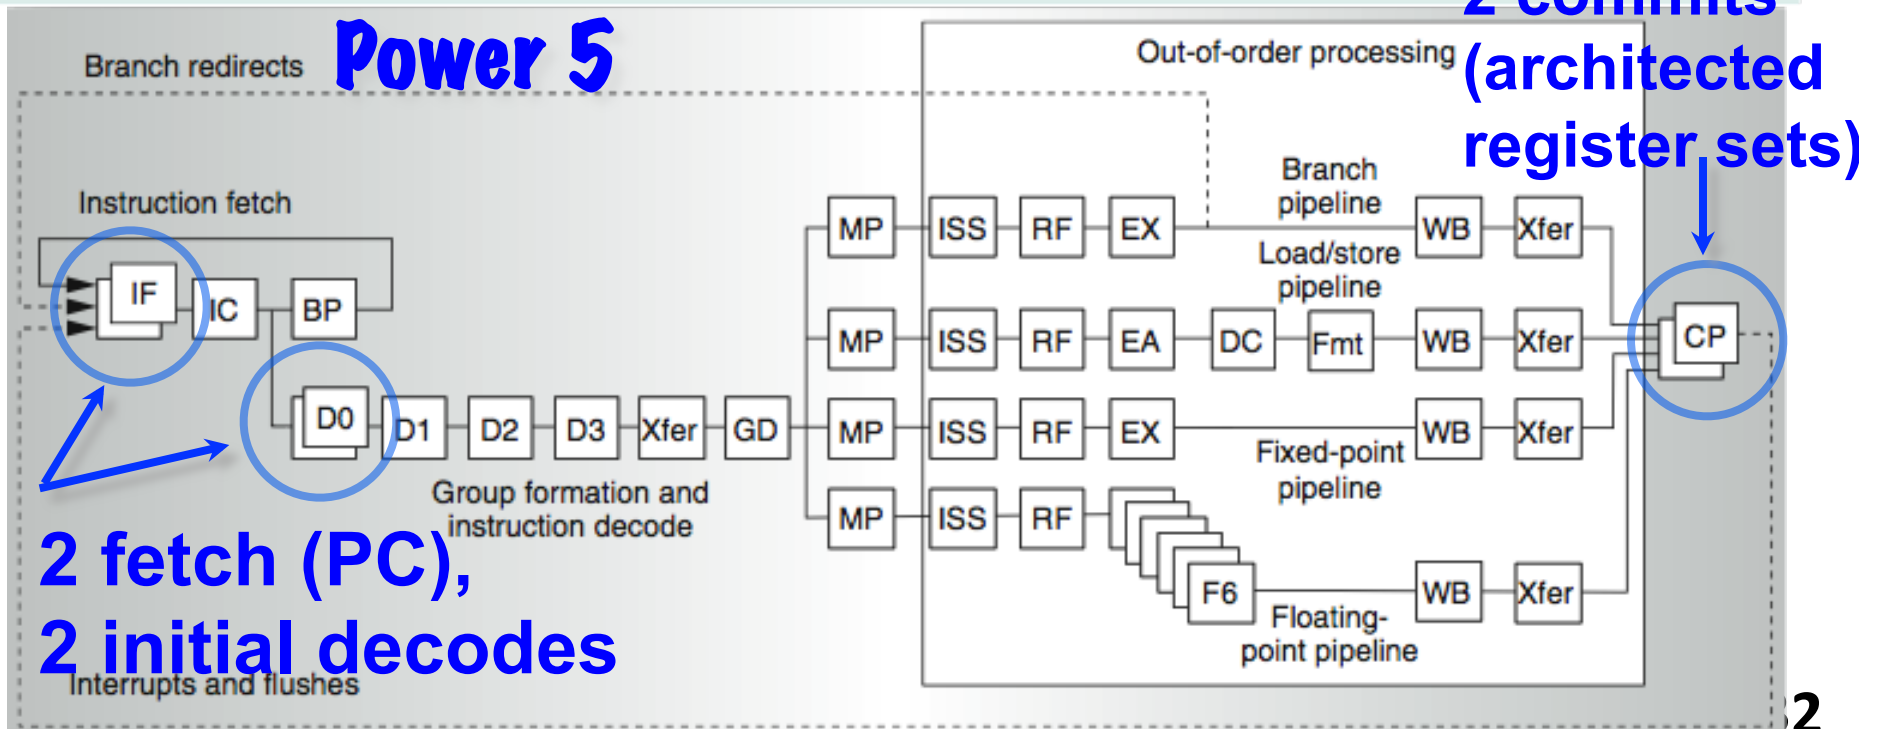 2 commits
(architected
register sets)
Power 5
Branch redirects
Out-of-order processing
Instruction fetch
IF
IC
BP
D0
D1
D2
D3
Xfer
GD
Group formation and
instruction decode
MP
ISS
RF
EX
Branch
pipeline
WB
Xfer
MP
ISS
RF
EA
DC
Fmt
Load/store
pipeline
WB
Xfer
MP
ISS
RF
EX
Fixed-point
pipeline
WB
Xfer
MP
ISS
RF
F6
Floating-
point pipeline
WB
Xfer
CP
2 fetch (PC),
2 initial decodes
Interrupts and flushes